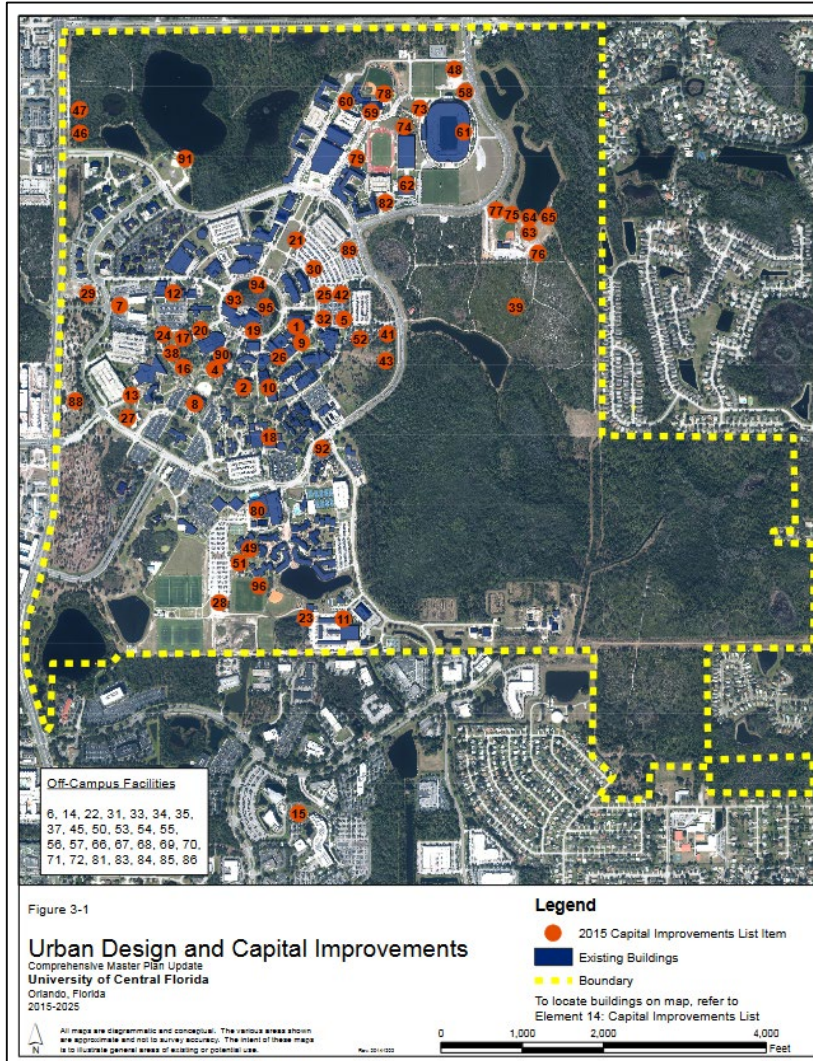 47
46
48
58
78
60
59
73
74
61
79
91
62
82
77
75
64
65
63
76
21
89
30
94
25
42
29
12
93
95
7
39
32
5
1
19
20
24
17
9
52
41
38
90
26
43
16
4
2
10
13
88
8
27
18
92
80
49
51
96
28
23
11
15
Off-Campus Facilities
6, 14, 22, 31, 33, 34, 35,
37, 45, 50, 53, 54, 55,
56, 57, 66, 67, 68, 69, 70,
71, 72, 81, 83, 84, 85, 86
Figure 3-1
Urban Design and Capital Improvements
Comprehensive Master Plan Update
University of Central Florida
Orlando, Florida
2015-2025
N
All maps are diagrammatic and conceptual. The various areas shown
are approximate and not to survey accuracy. The intent of these maps
is to illustrate general areas of existing or potential use.
Legend
2015 Capital Improvements List Item
Existing Buildings
Boundary
To locate buildings on map, refer to
Element 14: Capital Improvements List
0 1,000 2,000 4,000
Feet